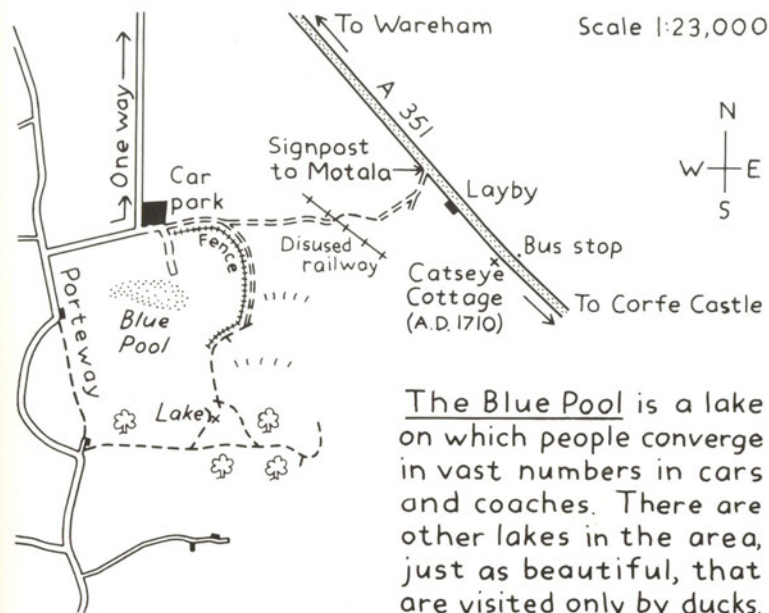 To Wareham
Scale 1:23,000
A 351
N
W E
S
One way
Signpost
to Motala
Car
park
Layby
Fence
Disused
railway
Bus stop
Catseye
Cottage
(A.D. 1710)
To Corfe Castle
Porteway
Blue
Pool
Lake
The Blue Pool is a lake
on which people converge
in vast numbers in cars
and coaches. There are
other lakes in the area,
just as beautiful, that
are visited only by ducks.